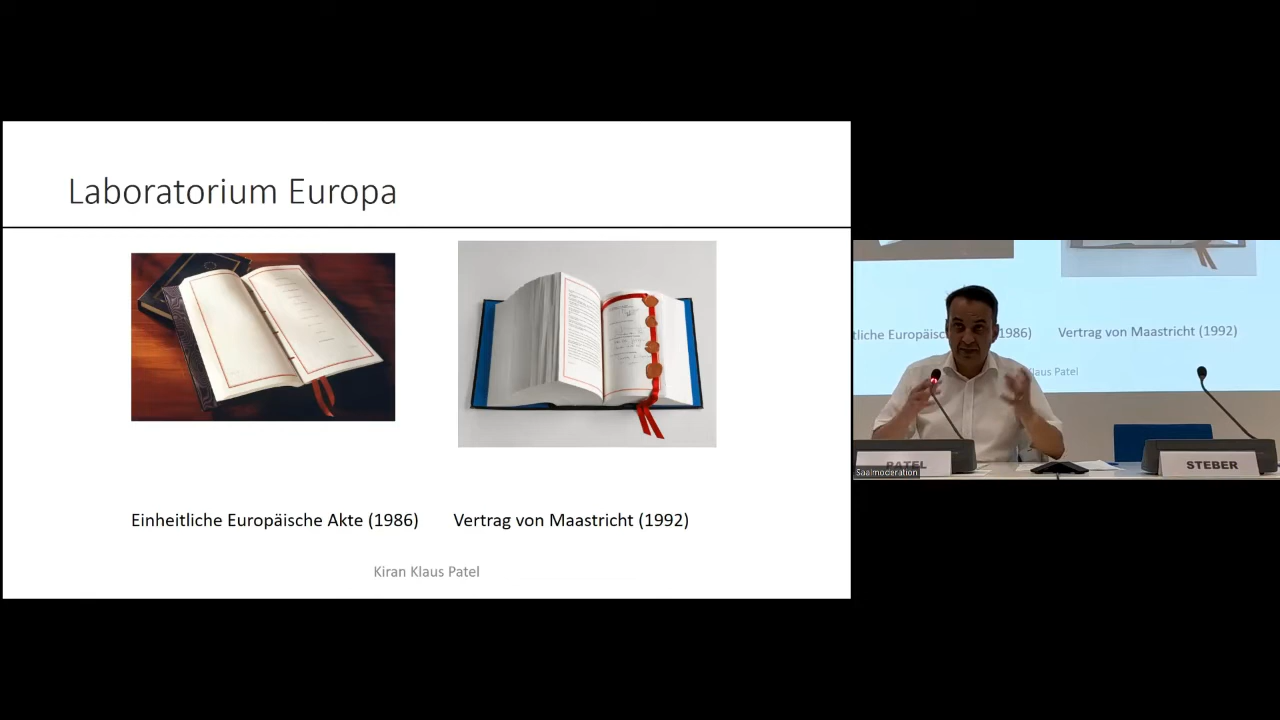 Laboratorium Europa
Einheitliche Europäische Akte (1986)
Vertrag von Maastricht (1992)
Kiran Klaus Patel
tliche Europäisc
1986)
Vertrag von Maastricht (1992)
Klaus Patel
PATEL
STEBER
Saalmoderation